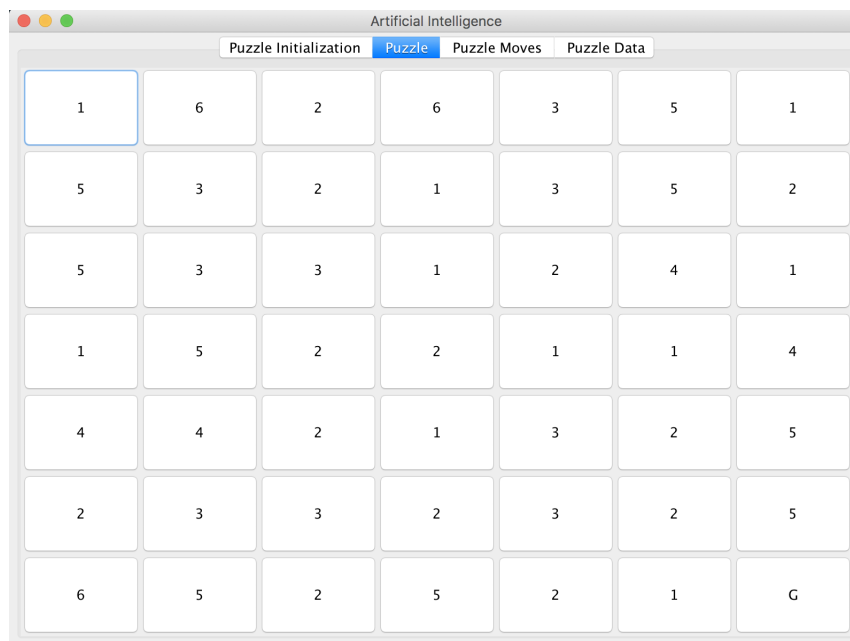 Artificial Intelligence
Puzzle Initialization Puzzle Puzzle Moves Puzzle Data
1 6 2 6 3 5 1
5 3 2 1 3 5 2
5 3 3 1 2 4 1
1 5 2 2 1 1 4
4 4 2 1 3 2 5
2 3 3 2 3 2 5
6 5 2 5 2 1 G